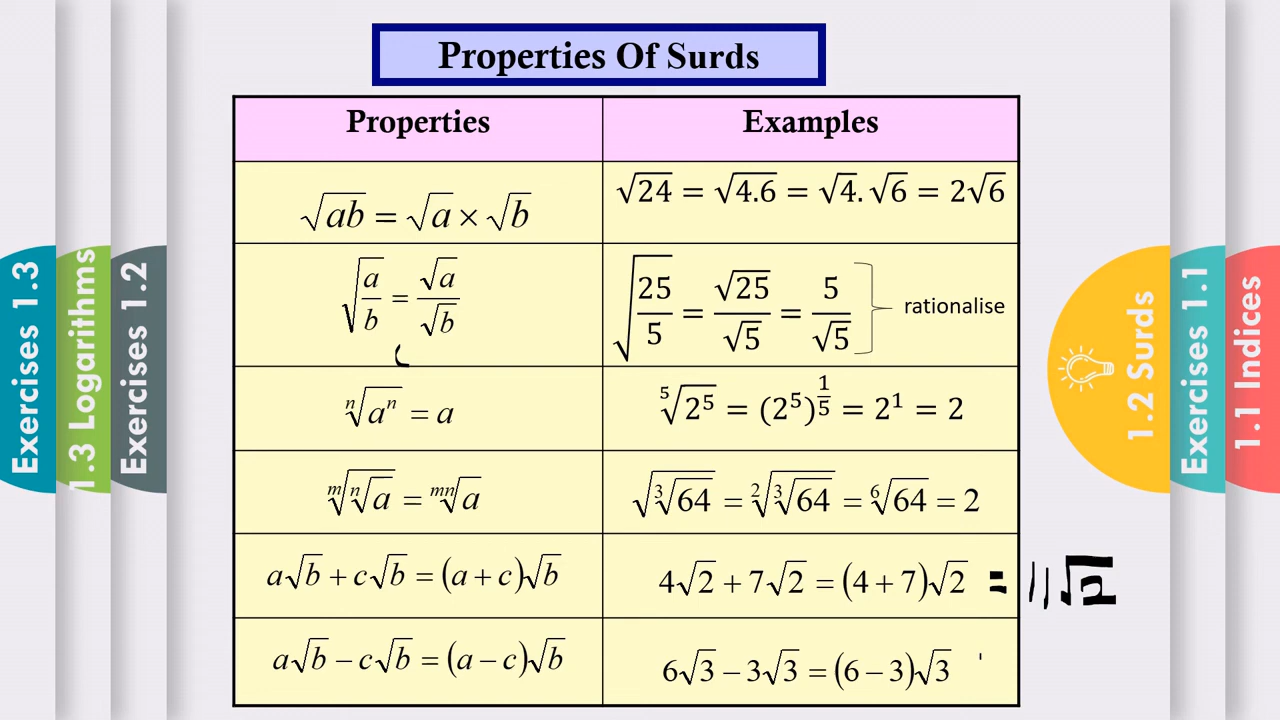 Properties Of Surds
Properties Examples
√ab = √a × √b √24 = √4.6 = √4. √6 = 2√6
√(a/b) = √a/√b √(25/5) = √25/√5 = 5/√5 rationalise
ⁿ√aⁿ = a ⁵√2⁵ = (2⁵)^(1/5) = 2¹ = 2
ᵐ√ⁿ√a = ᵐⁿ√a √³√64 = ²√³√64 = ⁶√64 = 2
a√b + c√b = (a + c)√b 4√2 + 7√2 = (4 + 7)√2 = 11√2
a√b − c√b = (a − c)√b 6√3 − 3√3 = (6 − 3)√3
Exercises 1.3
1.3 Logarithms
Exercises 1.2
1.2 Surds
Exercises 1.1
1.1 Indices